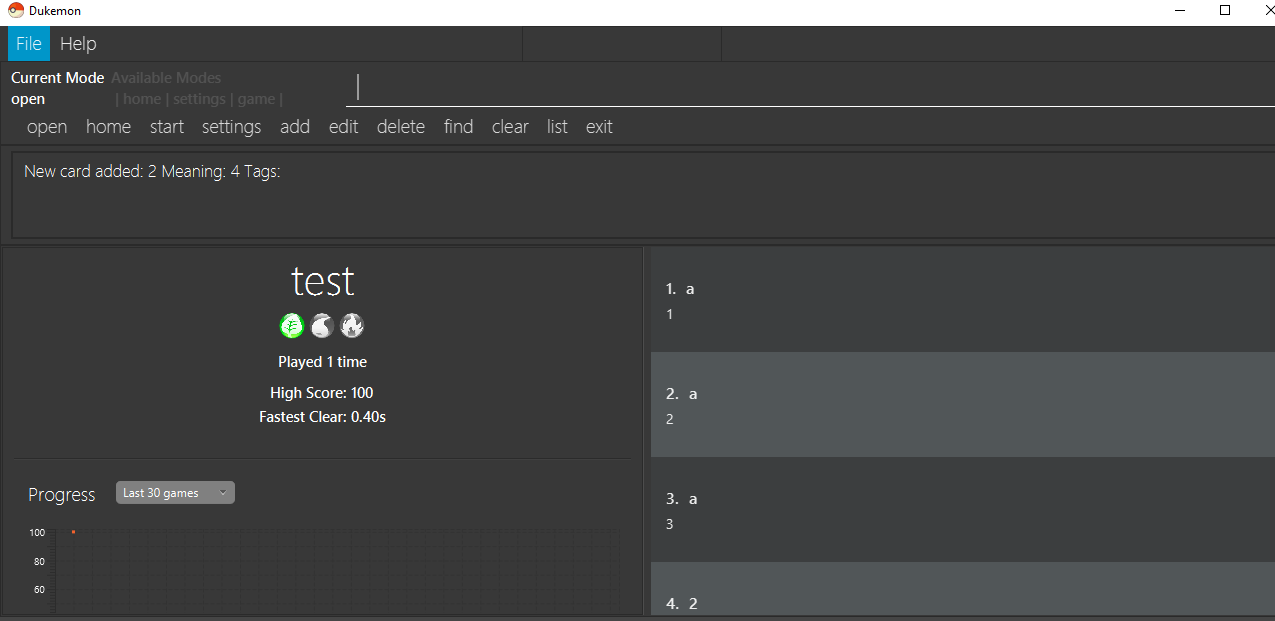 Dukemon
File Help
Current Mode Available Modes
open | home | settings | game |
open home start settings add edit delete find clear list exit
New card added: 2 Meaning: 4 Tags:
test
Played 1 time
High Score: 100
Fastest Clear: 0.40s
Progress Last 30 games
100
80
60
1. a
1
2. a
2
3. a
3
4. 2